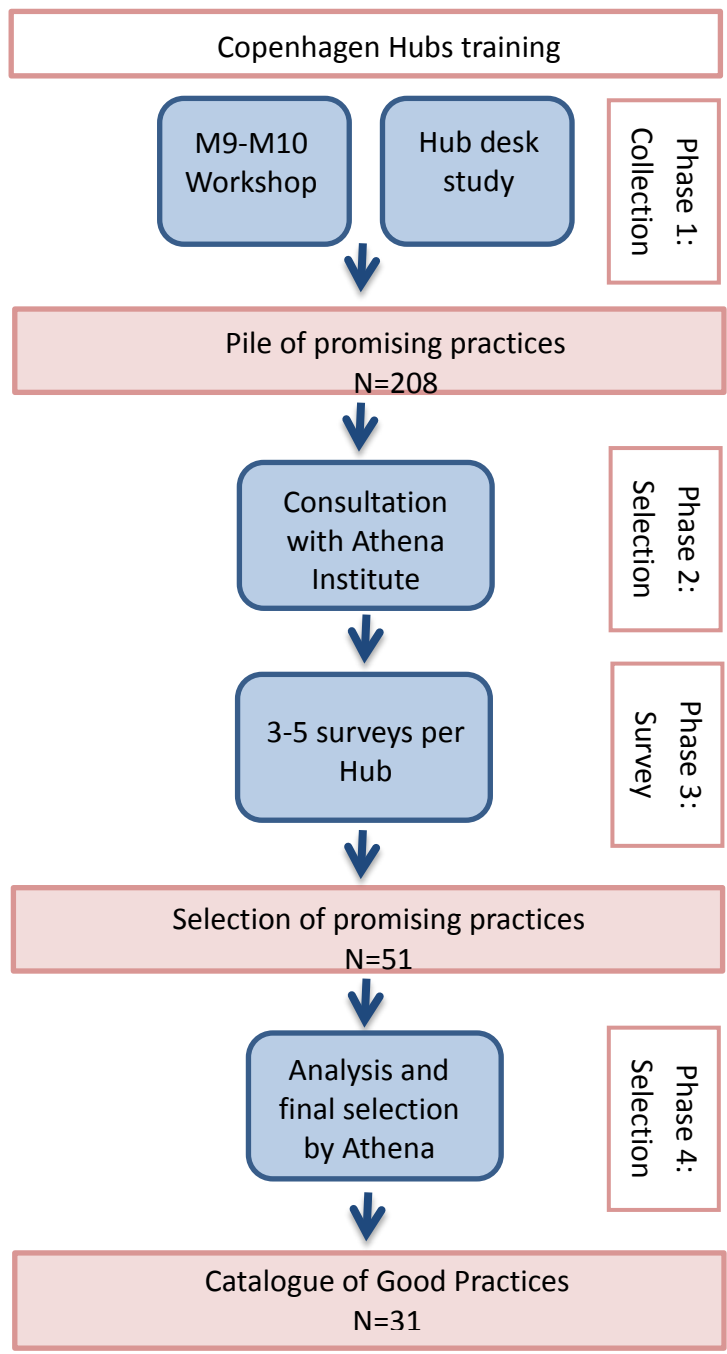 Copenhagen Hubs training
M9-M10
Workshop
Hub desk
study
Phase 1:
Collection
Pile of promising practices
N=208
Consultation
with Athena
Institute
Phase 2:
Selection
3-5 surveys per
Hub
Phase 3:
Survey
Selection of promising practices
N=51
Analysis and
final selection
by Athena
Phase 4:
Selection
Catalogue of Good Practices
N=31